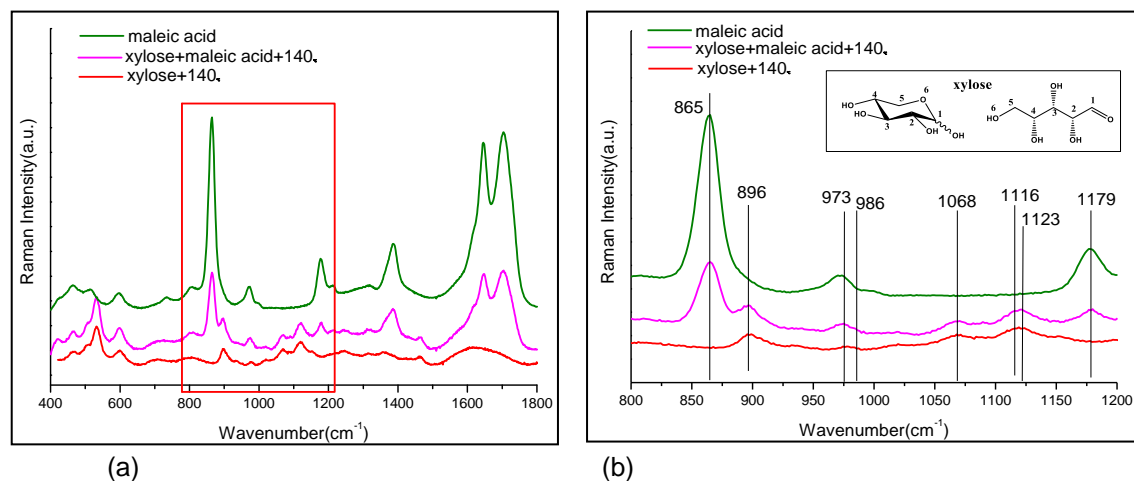 maleic acid
xylose+maleic acid+140
xylose+140
Raman Intensity(a.u.)
400 600 800 1000 1200 1400 1600 1800
Wavenumber(cm⁻¹)
(a)
maleic acid
xylose+maleic acid+140
xylose+140
xylose
4 5 6 HO HO 3 2 OH 1 OH
6 HO 5 4 OH OH 3 2 OH 1 O
865
896
973
986
1068
1116
1123
1179
Raman Intensity(a.u.)
800 850 900 950 1000 1050 1100 1150 1200
Wavenumber(cm⁻¹)
(b)